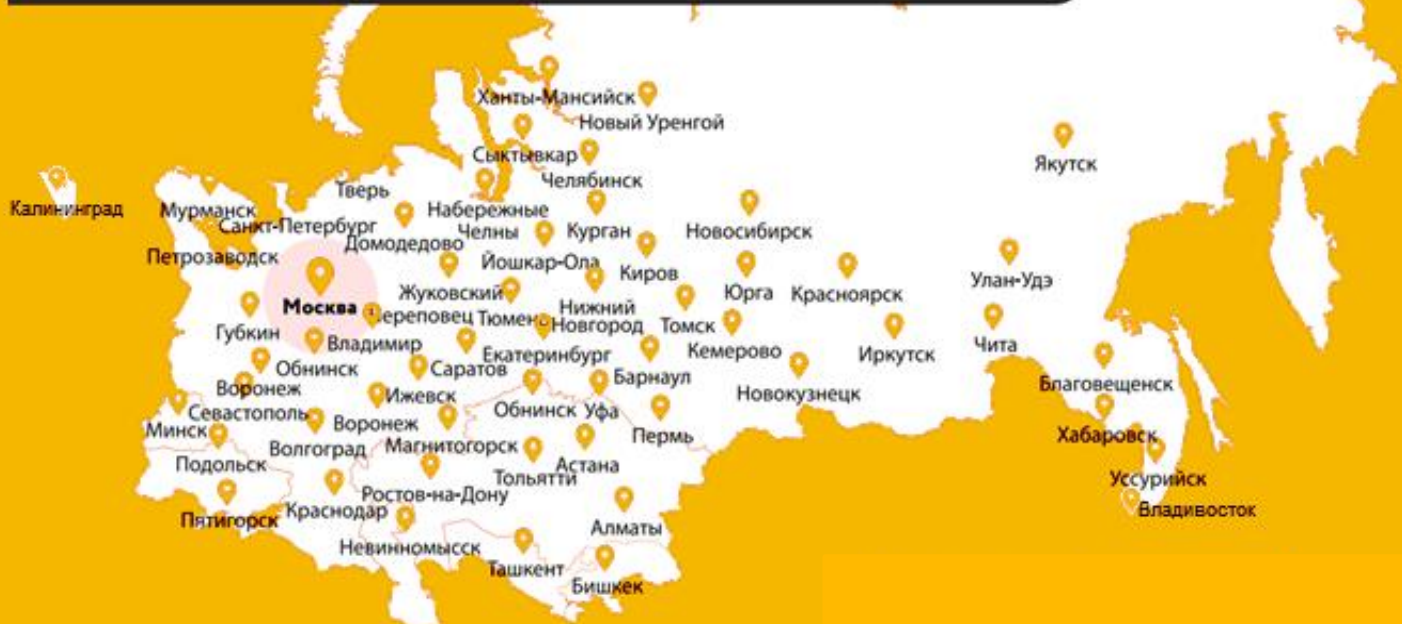 Ханты-Мансийск
Новый Уренгой
Якутск
Сыктывкар
Челябинск
Тверь
Калининград
Мурманск
Набережные
Челны
Санкт-Петербург
Домодедово
Курган
Новосибирск
Петрозаводск
Йошкар-Ола
Киров
Улан-Удэ
Жуковский
Юрга
Красноярск
Москва
Нижний
Новгород
Череповец
Тюмень
Томск
Губкин
Владимир
Екатеринбург
Кемерово
Иркутск
Чита
Обнинск
Саратов
Барнаул
Новокузнецк
Благовещенск
Воронеж
Ижевск
Севастополь
Воронеж
Обнинск
Уфа
Минск
Пермь
Хабаровск
Волгоград
Магнитогорск
Подольск
Астана
Тольятти
Уссурийск
Ростов-на-Дону
Владивосток
Пятигорск
Краснодар
Алматы
Невинномысск
Ташкент
Бишкек